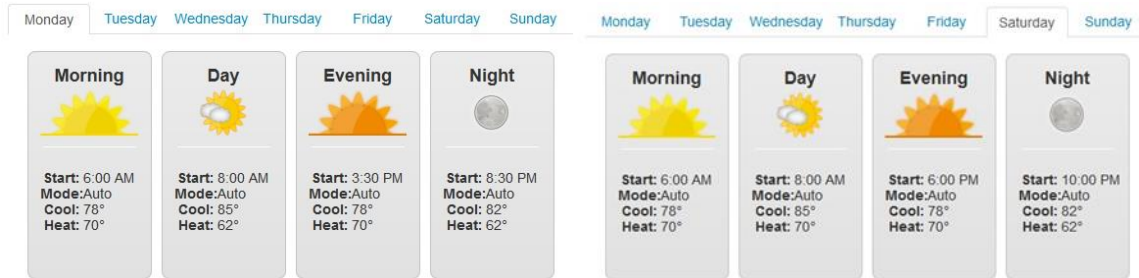 Monday Tuesday Wednesday Thursday Friday Saturday Sunday
Morning Day Evening Night
Start: 6:00 AM Start: 8:00 AM Start: 3:30 PM Start: 8:30 PM
Mode:Auto Mode:Auto Mode:Auto Mode:Auto
Cool: 78° Cool: 85° Cool: 78° Cool: 82°
Heat: 70° Heat: 62° Heat: 70° Heat: 62°
Monday Tuesday Wednesday Thursday Friday Saturday Sunday
Morning Day Evening Night
Start: 6:00 AM Start: 8:00 AM Start: 6:00 PM Start: 10:00 PM
Mode:Auto Mode:Auto Mode:Auto Mode:Auto
Cool: 78° Cool: 85° Cool: 78° Cool: 82°
Heat: 70° Heat: 62° Heat: 70° Heat: 62°